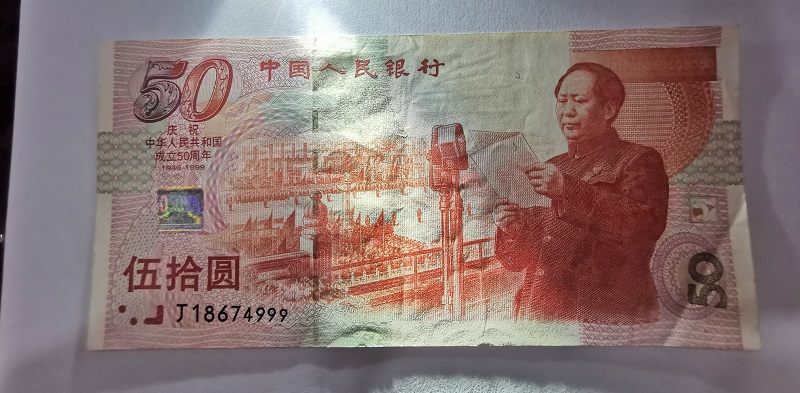 50
中国人民银行
庆祝
中华人民共和国
成立50周年
1949-1999
伍拾圆
J18674999
50